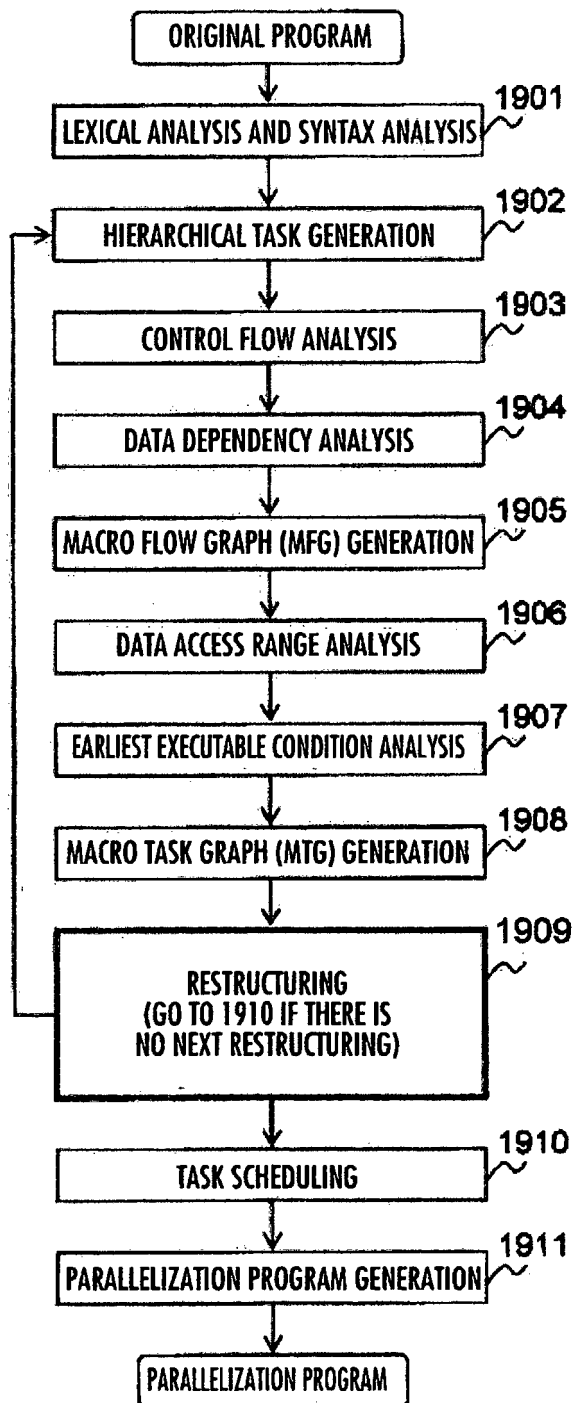 ORIGINAL PROGRAM
1901
LEXICAL ANALYSIS AND SYNTAX ANALYSIS
1902
HIERARCHICAL TASK GENERATION
1903
CONTROL FLOW ANALYSIS
1904
DATA DEPENDENCY ANALYSIS
1905
MACRO FLOW GRAPH (MFG) GENERATION
1906
DATA ACCESS RANGE ANALYSIS
1907
EARLIEST EXECUTABLE CONDITION ANALYSIS
1908
MACRO TASK GRAPH (MTG) GENERATION
1909
RESTRUCTURING
(GO TO 1910 IF THERE IS
NO NEXT RESTRUCTURING)
1910
TASK SCHEDULING
1911
PARALLELIZATION PROGRAM GENERATION
PARALLELIZATION PROGRAM